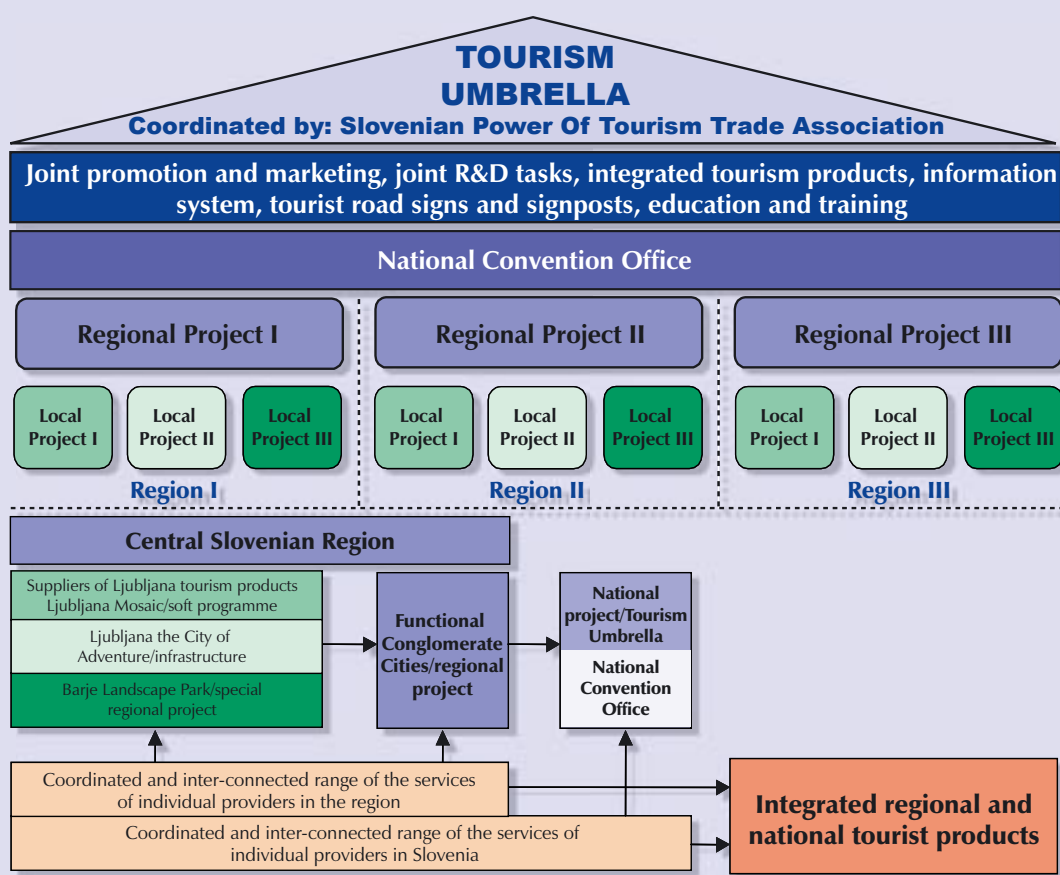 TOURISM
UMBRELLA
Coordinated by: Slovenian Power Of Tourism Trade Association
Joint promotion and marketing, joint R&D tasks, integrated tourism products, information
system, tourist road signs and signposts, education and training
National Convention Office
Regional Project I
Regional Project II
Regional Project III
Local
Project I
Local
Project II
Local
Project III
Local
Project I
Local
Project II
Local
Project III
Local
Project I
Local
Project II
Local
Project III
Region I
Region II
Region III
Central Slovenian Region
Suppliers of Ljubljana tourism products
Ljubljana Mosaic/soft programme
Ljubljana the City of
Adventure/infrastructure
Barje Landscape Park/special
regional project
Functional
Conglomerate
Cities/regional
project
National
project/Tourism
Umbrella
National
Convention
Office
Coordinated and inter-connected range of the services
of individual providers in the region
Coordinated and inter-connected range of the services of
individual providers in Slovenia
Integrated regional and
national tourist products